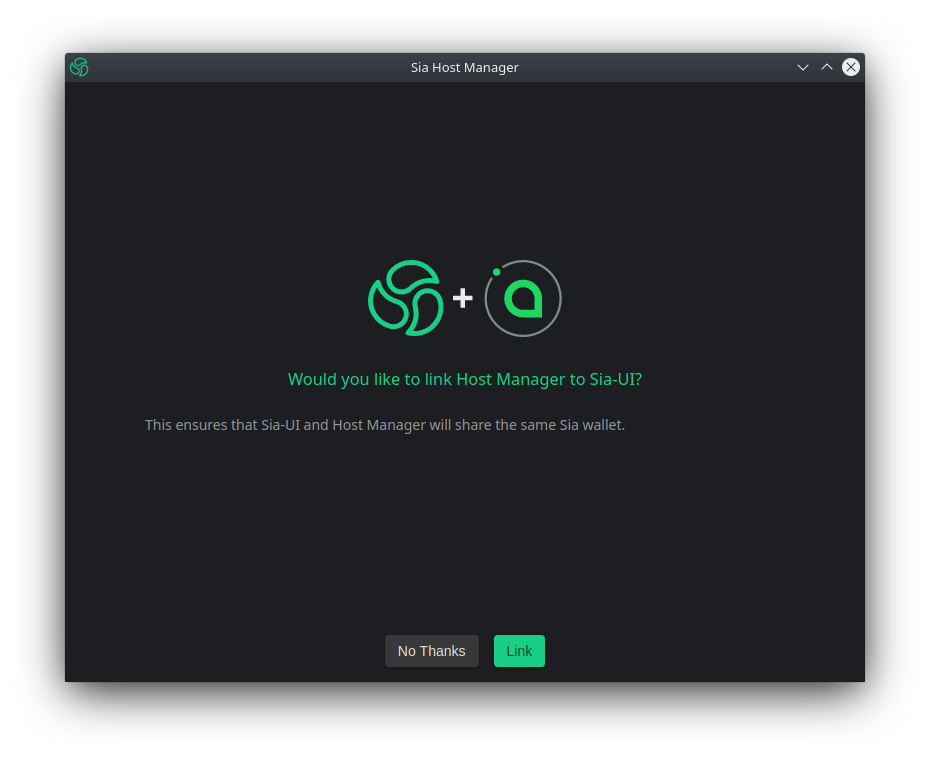 Sia Host Manager
Would you like to link Host Manager to Sia-UI?
This ensures that Sia-UI and Host Manager will share the same Sia wallet.
No Thanks
Link